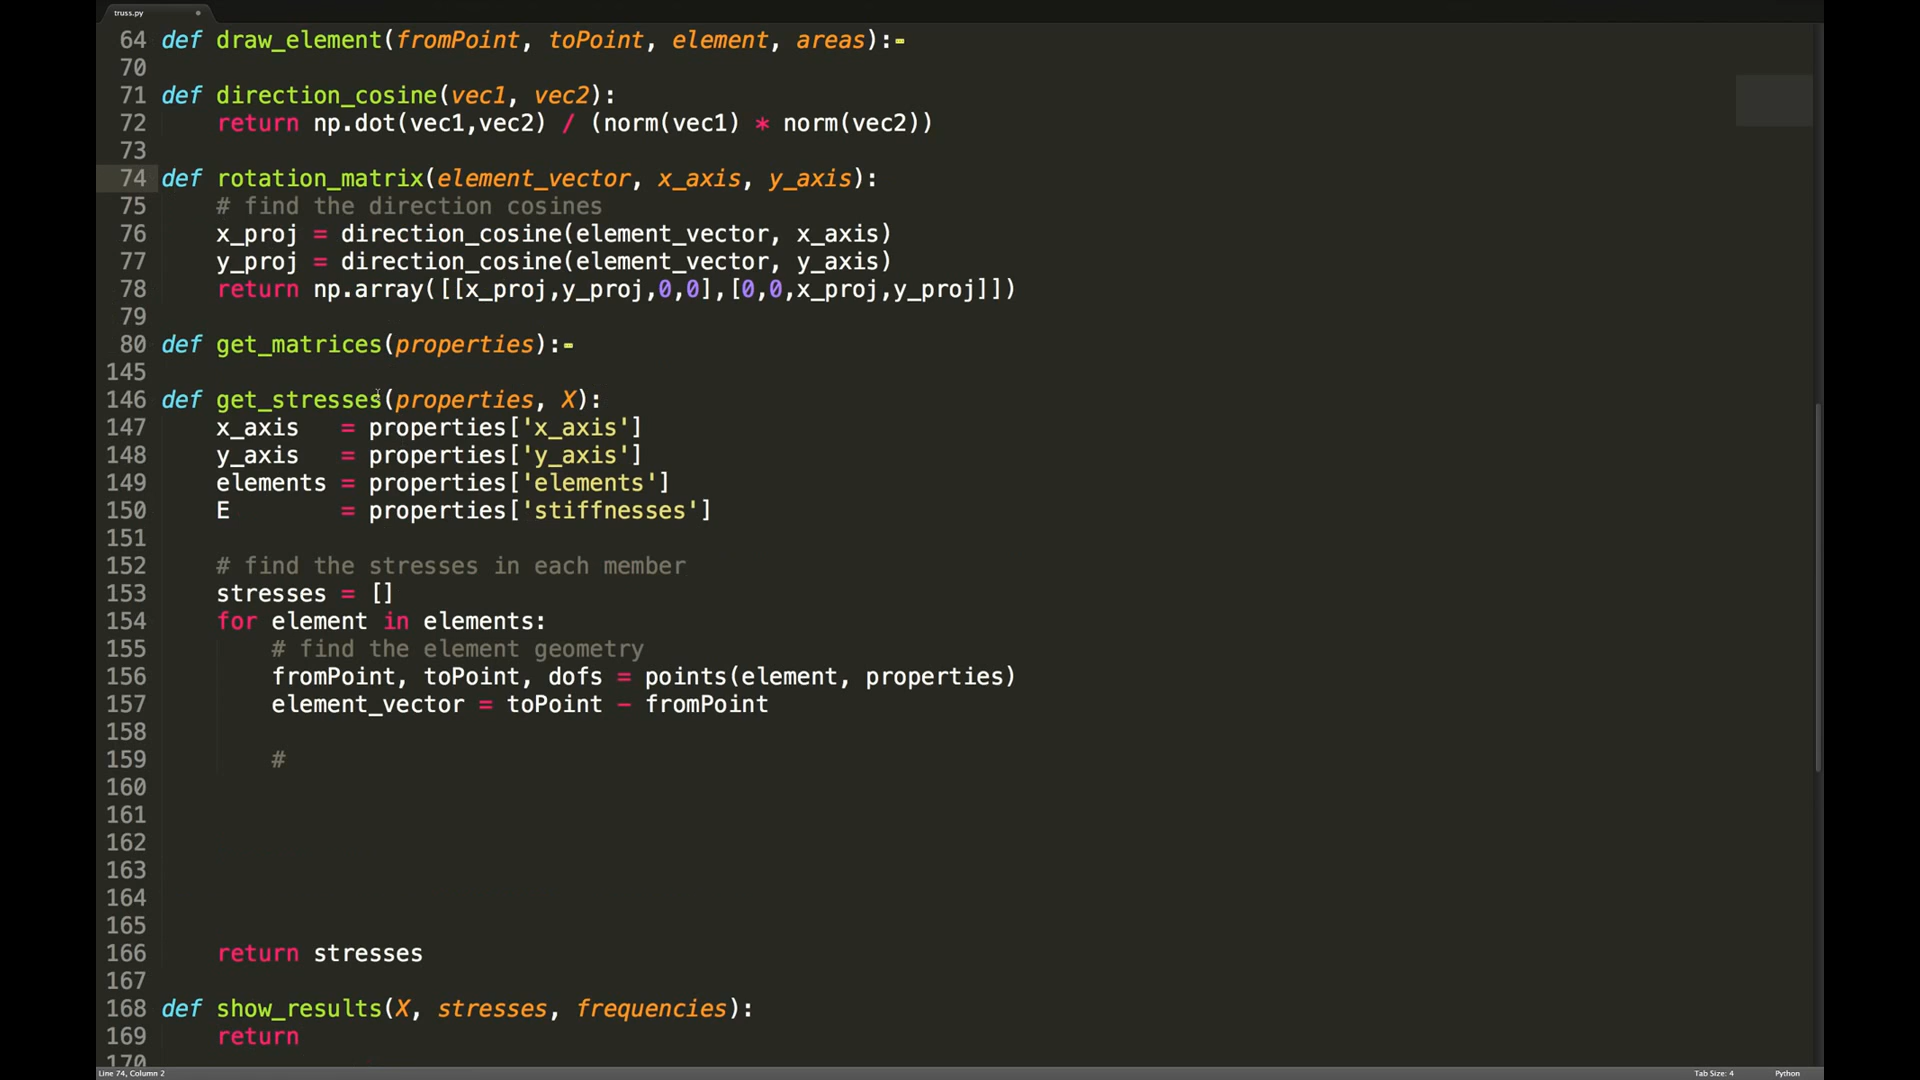 truss.py
64 def draw_element(fromPoint, toPoint, element, areas):
70
71 def direction_cosine(vec1, vec2):
72     return np.dot(vec1,vec2) / (norm(vec1) * norm(vec2))
73
74 def rotation_matrix(element_vector, x_axis, y_axis):
75     # find the direction cosines
76     x_proj = direction_cosine(element_vector, x_axis)
77     y_proj = direction_cosine(element_vector, y_axis)
78     return np.array([[x_proj,y_proj,0,0],[0,0,x_proj,y_proj]])
79
80 def get_matrices(properties):
145
146 def get_stresses(properties, X):
147     x_axis   = properties['x_axis']
148     y_axis   = properties['y_axis']
149     elements = properties['elements']
150     E        = properties['stiffnesses']
151
152     # find the stresses in each member
153     stresses = []
154     for element in elements:
155         # find the element geometry
156         fromPoint, toPoint, dofs = points(element, properties)
157         element_vector = toPoint - fromPoint
158
159         #
160
161
162
163
164
165
166     return stresses
167
168 def show_results(X, stresses, frequencies):
169     return
170
Line 74, Column 2
Tab Size: 4
Python